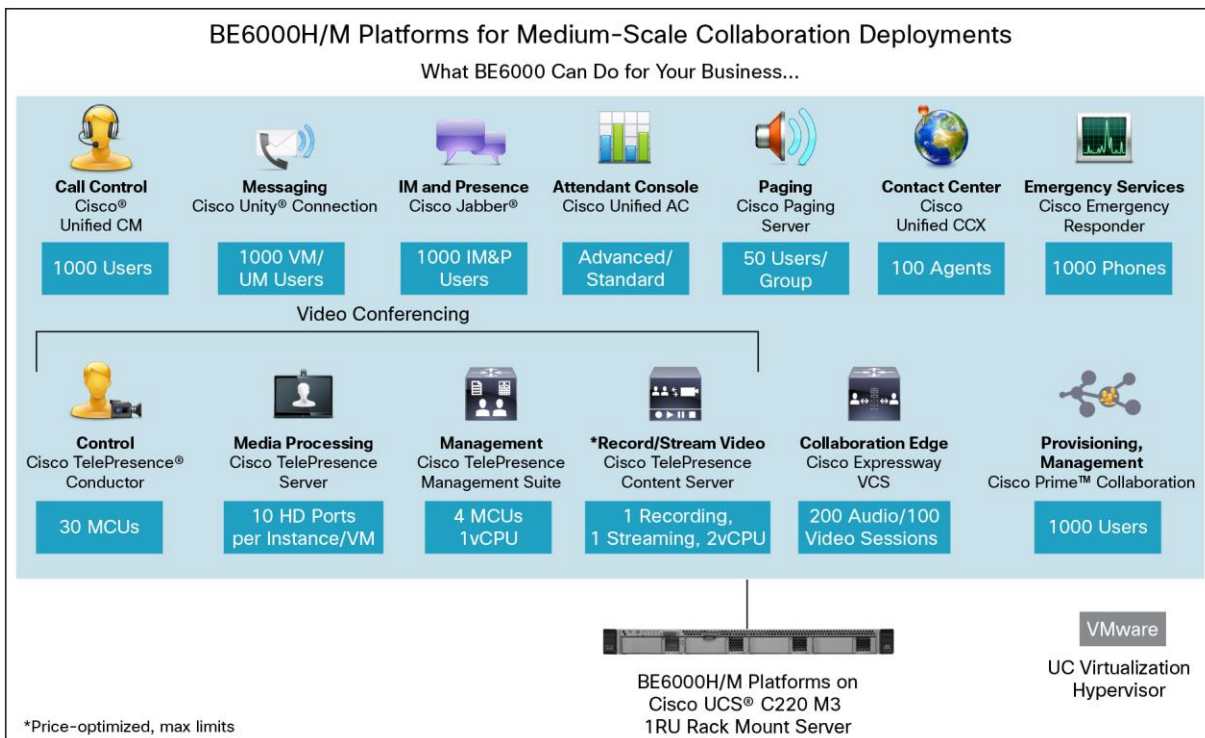 BE6000H/M Platforms for Medium-Scale Collaboration Deployments
What BE6000 Can Do for Your Business...
Call Control
Cisco®
Unified CM
1000 Users
Messaging
Cisco Unity® Connection
1000 VM/
UM Users
IM and Presence
Cisco Jabber®
1000 IM&P
Users
Attendant Console
Cisco Unified AC
Advanced/
Standard
Paging
Cisco Paging
Server
50 Users/
Group
Contact Center
Cisco
Unified CCX
100 Agents
Emergency Services
Cisco Emergency
Responder
1000 Phones
Video Conferencing
Control
Cisco TelePresence®
Conductor
30 MCUs
Media Processing
Cisco TelePresence
Server
10 HD Ports
per Instance/VM
Management
Cisco TelePresence
Management Suite
4 MCUs
1vCPU
*Record/Stream Video
Cisco TelePresence
Content Server
1 Recording,
1 Streaming, 2vCPU
Collaboration Edge
Cisco Expressway
VCS
200 Audio/100
Video Sessions
Provisioning,
Management
Cisco Prime™ Collaboration
1000 Users
BE6000H/M Platforms on
Cisco UCS® C220 M3
1RU Rack Mount Server
VMware
UC Virtualization
Hypervisor
*Price-optimized, max limits